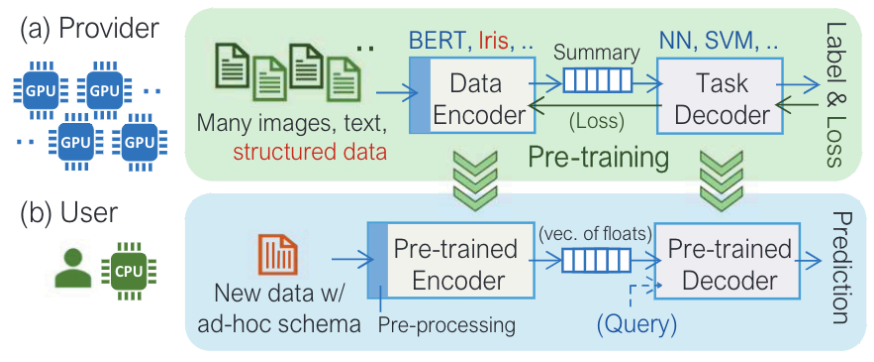 (a) Provider
GPU
GPU
GPU
GPU
Many images, text,
structured data
BERT, Iris, ..
Data
Encoder
Summary
(Loss)
NN, SVM, ..
Task
Decoder
Label & Loss
Pre-training
(b) User
CPU
New data w/
ad-hoc schema
Pre-trained
Encoder
Pre-processing
(vec. of floats)
Pre-trained
Decoder
(Query)
Prediction